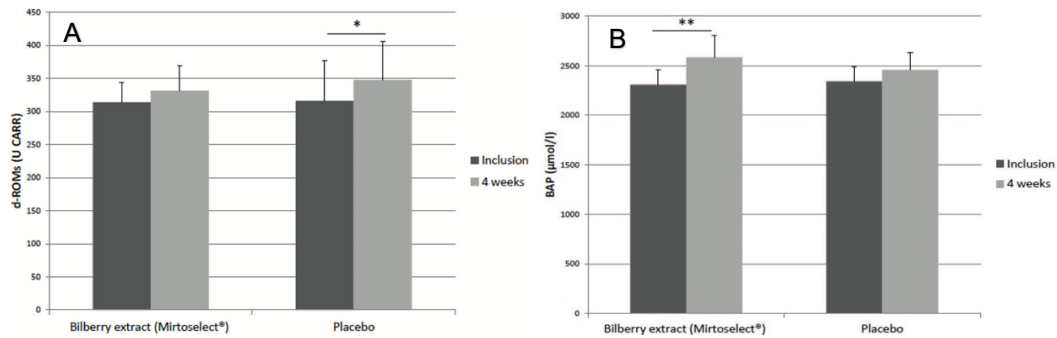 A
*
450
400
350
300
250
200
150
100
50
0
d-ROMs (U CARR)
Bilberry extract (Mirtoselect®)
Placebo
Inclusion
4 weeks
B
**
3000
2500
2000
1500
1000
500
0
BAP (µmol/l)
Bilberry extract (Mirtoselect®)
Placebo
Inclusion
4 weeks